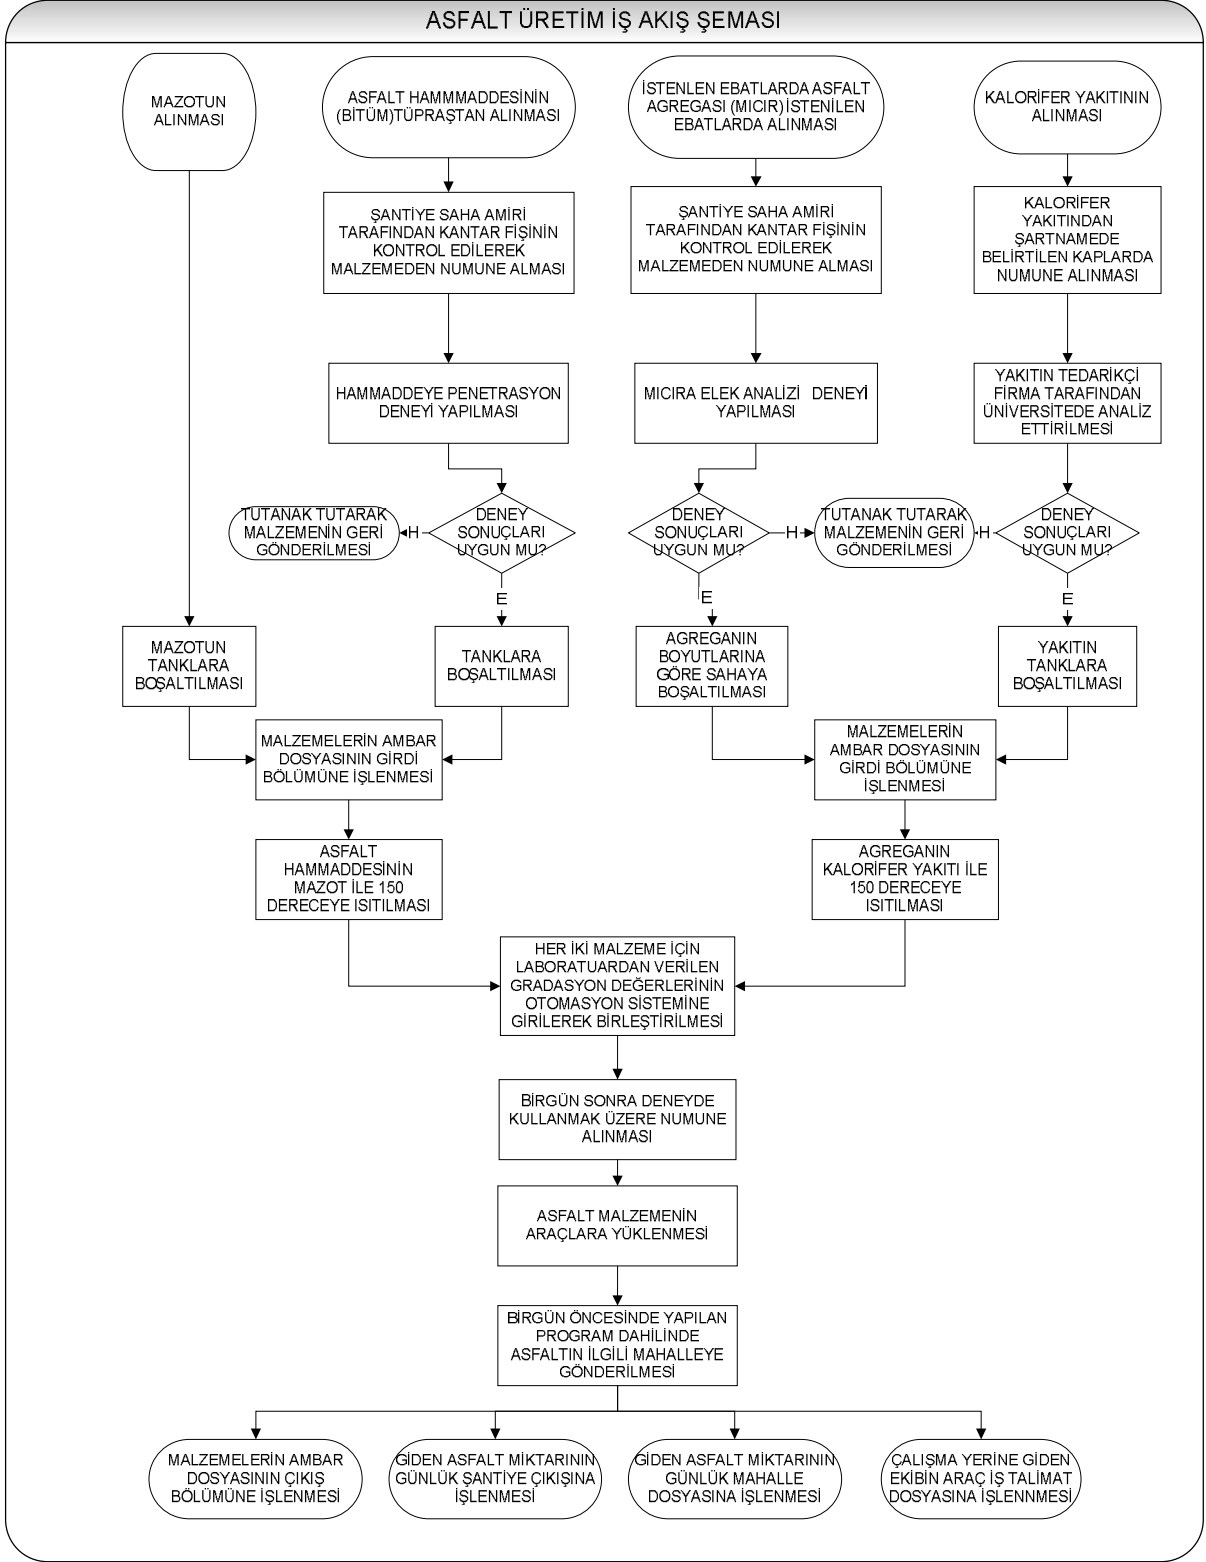 ASFALT ÜRETİM İŞ AKIŞ ŞEMASI
MAZOTUN
ALINMASI
ASFALT HAMMMADDESİNİN
(BİTÜM)TÜPRAŞTAN ALINMASI
İSTENLEN EBATLARDA ASFALT
AGREGASI (MICIR) İSTENİLEN
EBATLARDA ALINMASI
KALORİFER YAKITININ
ALINMASI
ŞANTİYE SAHA AMİRİ
TARAFINDAN KANTAR FİŞİNİN
KONTROL EDİLEREK
MALZEMEDEN NUMUNE ALMASI
ŞANTİYE SAHA AMİRİ
TARAFINDAN KANTAR FİŞİNİN
KONTROL EDİLEREK
MALZEMEDEN NUMUNE ALMASI
KALORİFER
YAKITINDAN
ŞARTNAMEDE
BELİRTİLEN KAPLARDA
NUMUNE ALINMASI
HAMMADDEYE PENETRASYON
DENEYİ YAPILMASI
MICIRA ELEK ANALİZİ DENEYİ
YAPILMASI
YAKITIN TEDARİKÇİ
FİRMA TARAFINDAN
ÜNİVERSİTEDE ANALİZ
ETTİRİLMESİ
TUTANAK TUTARAK
MALZEMENİN GERİ
GÖNDERİLMESİ
H
DENEY
SONUÇLARI
UYGUN MU?
DENEY
SONUÇLARI
UYGUN MU?
H
TUTANAK TUTARAK
MALZEMENİN GERİ
GÖNDERİLMESİ
H
DENEY
SONUÇLARI
UYGUN MU?
E
E
E
MAZOTUN
TANKLARA
BOŞALTILMASI
TANKLARA
BOŞALTILMASI
AGREGANIN
BOYUTLARINA
GÖRE SAHAYA
BOŞALTILMASI
YAKITIN
TANKLARA
BOŞALTILMASI
MALZEMELERİN AMBAR
DOSYASININ GİRDİ
BÖLÜMÜNE İŞLENMESİ
MALZEMELERİN
AMBAR DOSYASININ
GİRDİ BÖLÜMÜNE
İŞLENMESİ
ASFALT
HAMMADDESİNİN
MAZOT İLE 150
DERECEYE ISITILMASI
AGREGANIN
KALORİFER YAKITI İLE
150 DERECEYE
ISITILMASI
HER İKİ MALZEME İÇİN
LABORATUARDAN VERİLEN
GRADASYON DEĞERLERİNİN
OTOMASYON SİSTEMİNE
GİRİLEREK BİRLEŞTİRİLMESİ
BİRGÜN SONRA DENEYDE
KULLANMAK ÜZERE NUMUNE
ALINMASI
ASFALT MALZEMENİN
ARAÇLARA YÜKLENMESİ
BİRGÜN ÖNCESİNDE YAPILAN
PROGRAM DAHİLİNDE
ASFALTIN İLGİLİ MAHALLEYE
GÖNDERİLMESİ
MALZEMELERİN AMBAR
DOSYASININ ÇIKIŞ
BÖLÜMÜNE İŞLENMESİ
GİDEN ASFALT MİKTARININ
GÜNLÜK ŞANTİYE ÇIKIŞINA
İŞLENMESİ
GİDEN ASFALT MİKTARININ
GÜNLÜK MAHALLE
DOSYASINA İŞLENMESİ
ÇALIŞMA YERİNE GİDEN
EKİBİN ARAÇ İŞ TALİMAT
DOSYASINA İŞLENNMESİ